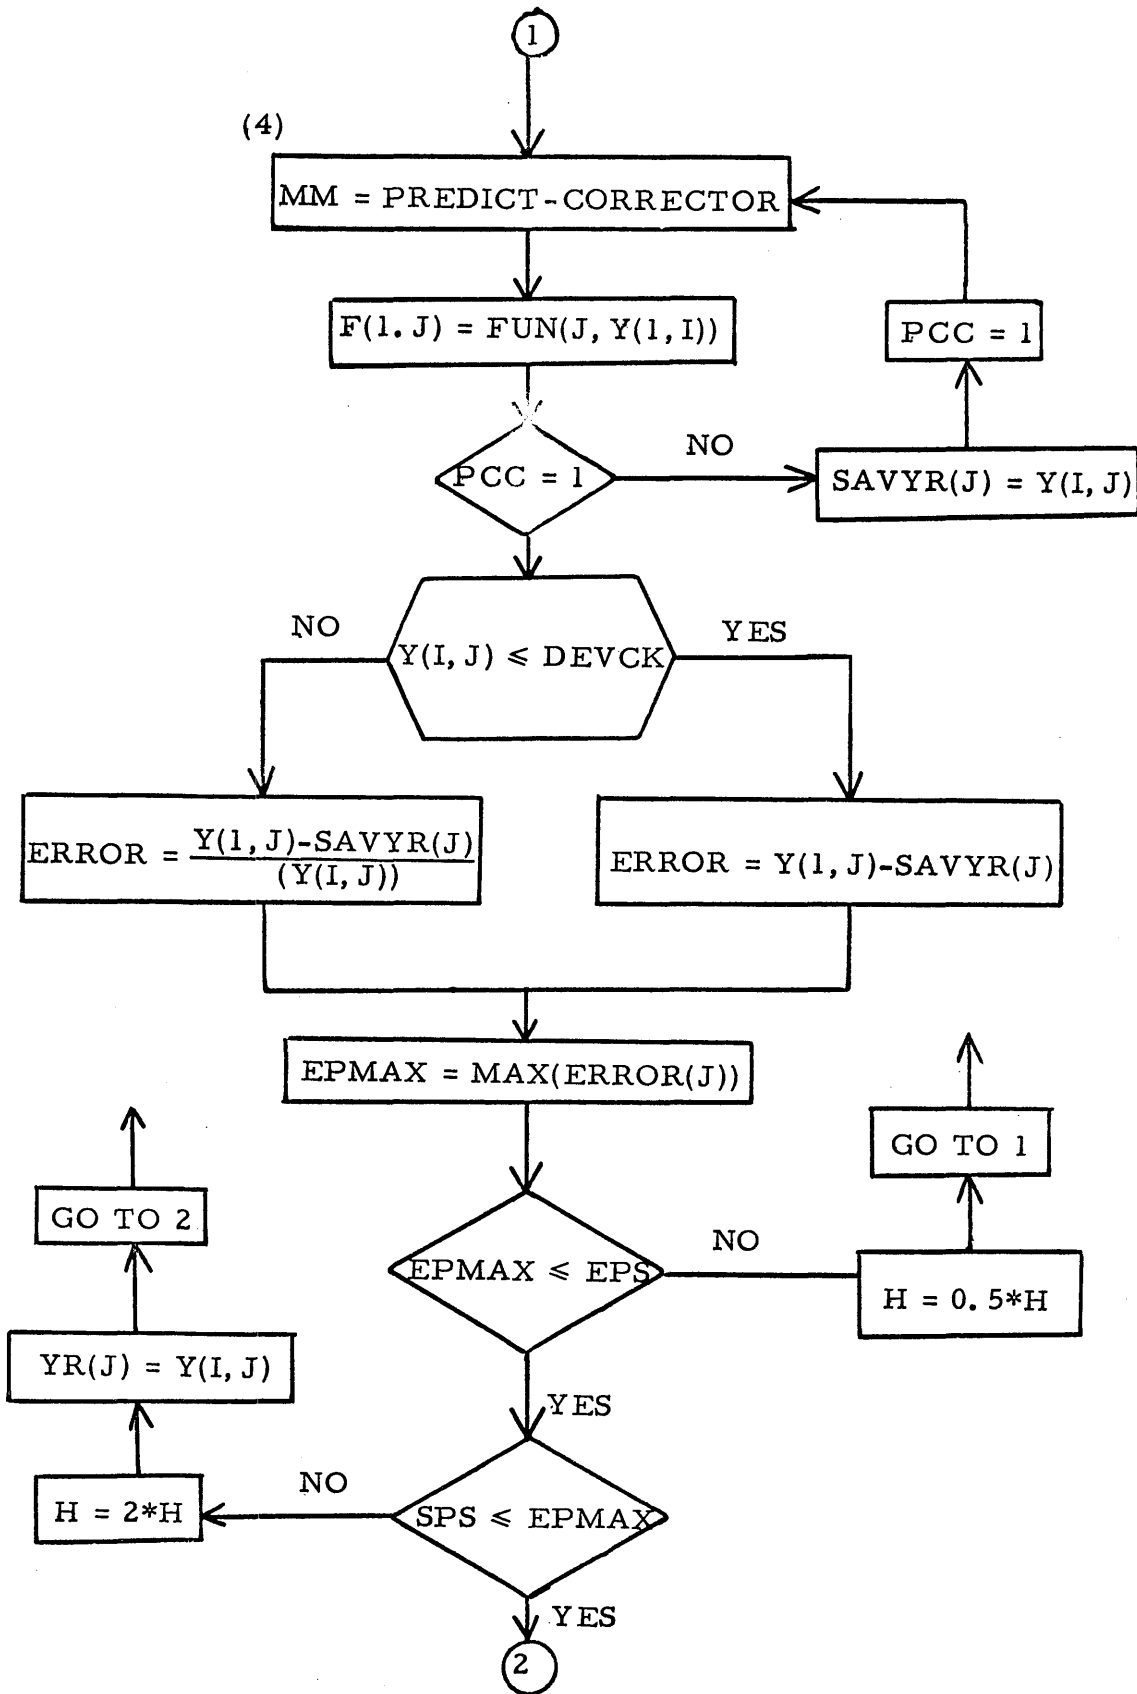 1
(4)
MM = PREDICT-CORRECTOR
F(1.J) = FUN(J, Y(1,I))
PCC = 1
PCC = 1
NO
SAVYR(J) = Y(I,J)
NO
Y(I,J) ≤ DEVCK
YES
ERROR = Y(1,J)-SAVYR(J)
(Y(I,J))
ERROR = Y(1,J)-SAVYR(J)
EPMAX = MAX(ERROR(J))
GO TO 1
GO TO 2
EPMAX ≤ EPS
NO
H = 0.5*H
YR(J) = Y(I,J)
YES
H = 2*H
NO
SPS ≤ EPMAX
YES
2